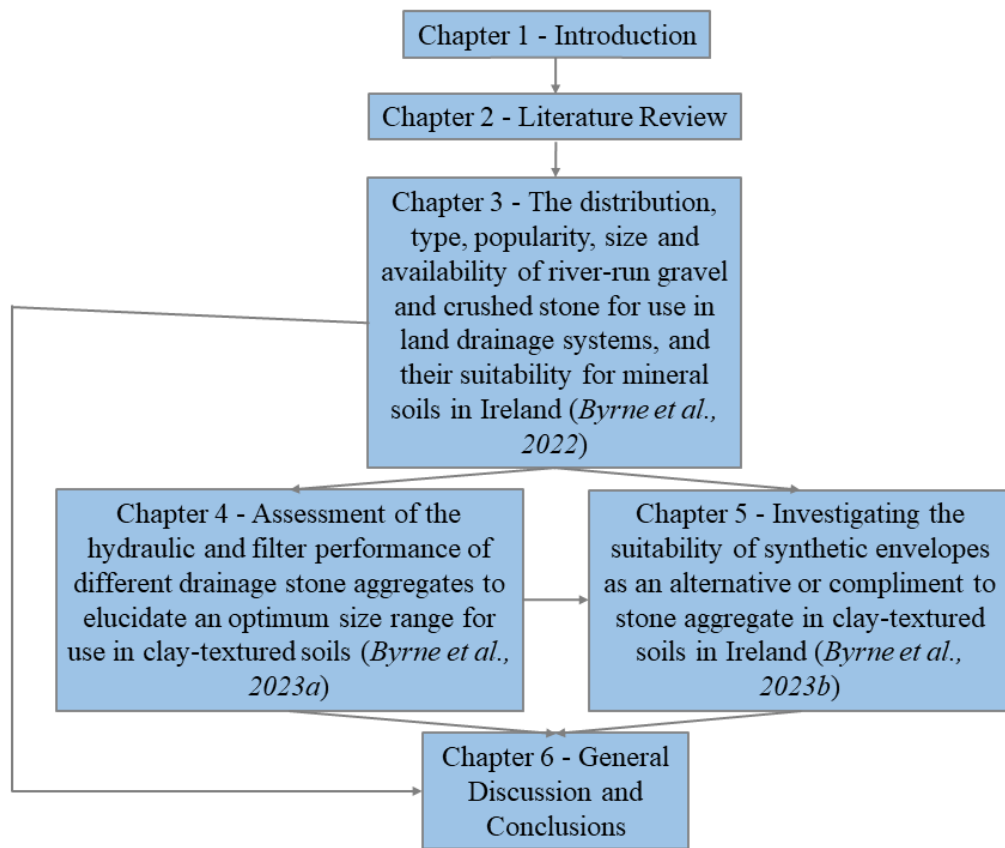 Chapter 1 - Introduction
Chapter 2 - Literature Review
Chapter 3 - The distribution,
type, popularity, size and
availability of river-run gravel
and crushed stone for use in
land drainage systems, and
their suitability for mineral
soils in Ireland (Byrne et al.,
2022)
Chapter 4 - Assessment of the
hydraulic and filter performance of
different drainage stone aggregates to
elucidate an optimum size range for
use in clay-textured soils (Byrne et al.,
2023a)
Chapter 5 - Investigating the
suitability of synthetic envelopes
as an alternative or compliment to
stone aggregate in clay-textured
soils in Ireland (Byrne et al.,
2023b)
Chapter 6 - General
Discussion and
Conclusions